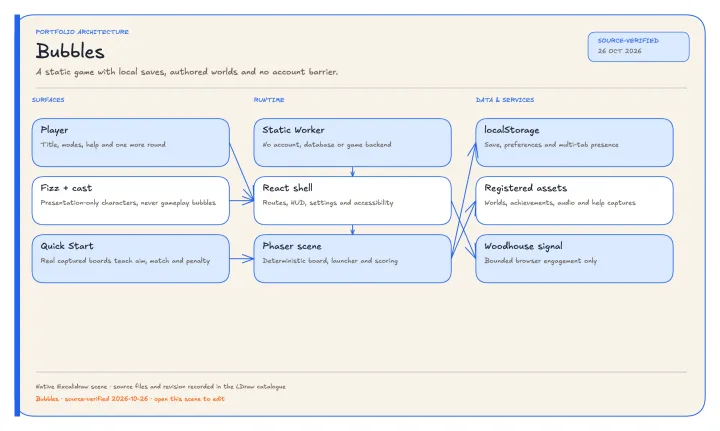 PORTFOLIO ARCHITECTURE
Bubbles
A static game with local saves, authored worlds and no account barrier.
SOURCE-VERIFIED
26 OCT 2026
SURFACES
RUNTIME
DATA & SERVICES
Player
Title, modes, help and one more round
Static Worker
No account, database or game backend
localStorage
Save, preferences and multi-tab presence
Fizz + cast
Presentation-only characters, never gameplay bubbles
React shell
Routes, HUD, settings and accessibility
Registered assets
Worlds, achievements, audio and help captures
Quick Start
Real captured boards teach aim, match and penalty
Phaser scene
Deterministic board, launcher and scoring
Woodhouse signal
Bounded browser engagement only
Native Excalidraw scene · source files and revision recorded in the iDraw catalogue
Bubbles · source-verified 2026-10-26 · open this scene to edit